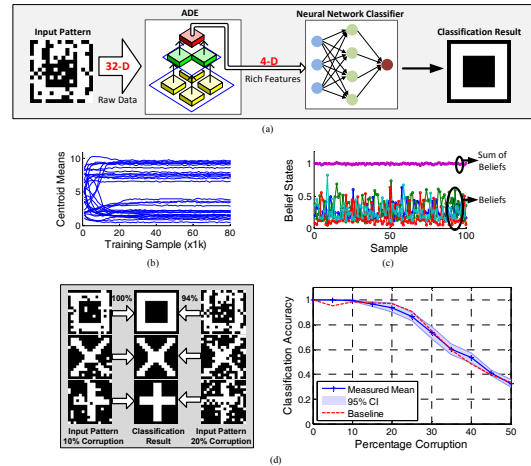 ADE
Neural Network Classifier
Input Pattern
Classification Result
32-D
Raw Data
4-D
Rich Features
(a)
Centroid Means
10
5
0
0 20 40 60 80
Training Sample (x1k)
(b)
Belief States
1
0.5
0
0 50 100
Sample
Sum of
Beliefs
Beliefs
(c)
100%
94%
Input Pattern
10% Corruption
Classification
Result
Input Pattern
20% Corruption
Classification Accuracy
1.0
0.8
0.6
0.4
0.2
0.0
0 10 20 30 40 50
Percentage Corruption
Measured Mean
95% CI
Baseline
(d)